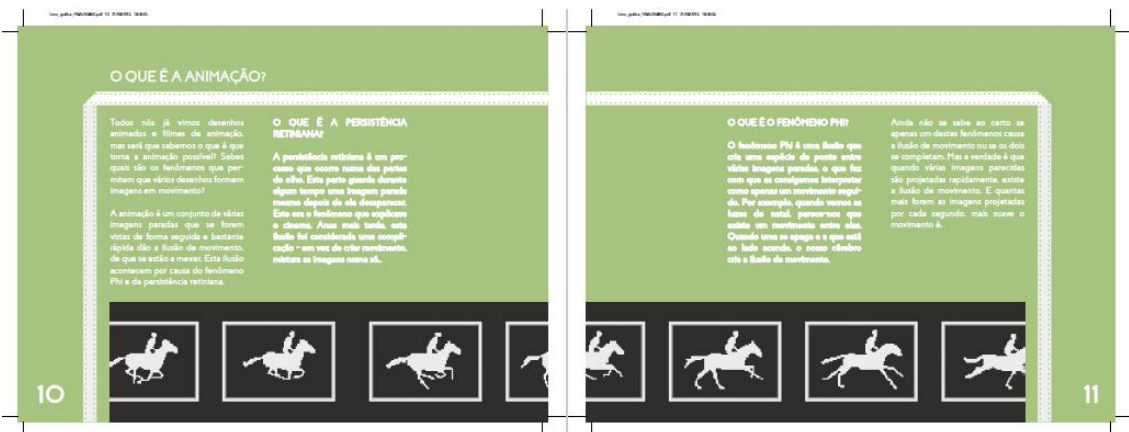 O QUE É A ANIMAÇÃO?
Todos nós já vimos desenhos
animados e filmes de animação,
mas será que sabemos o que é que
torna a animação possível? Sabes
quais são os fenómenos que per-
mitem que vários desenhos formem
imagens em movimento?
A animação é um conjunto de várias
imagens paradas que se forem
vistas de forma seguida e bastante
rápida dão a ilusão de movimento,
de que se estão a mexer. Esta ilusão
acontecem por causa do fenómeno
Phi e da persistência retiniana.
O QUE É A PERSISTÊNCIA
RETINIANA?
A persistência retiniana é um pro-
cesso que ocorre numa das partes
do olho. Esta parte guarda durante
algum tempo uma imagem parada
mesmo depois de ela desaparecer.
Este era o fenómeno que explicava
o cinema. Anos mais tarde, esta
ilusão foi considerada uma compli-
cação - em vez de criar movimento,
mistura as imagens numa só..
10
O QUE É O FENÓMENO PHI?
O fenómeno Phi é uma ilusão que
cria uma espécie de ponte entre
várias imagens paradas, o que faz
com que as consigamos interpretar
como apenas um movimento segui-
do. Por exemplo, quando vemos as
luzes de natal, parece-nos que
existe um movimento entre elas.
Quando uma se apaga e a que está
ao lado acende, o nosso cérebro
cria a ilusão de movimento.
Ainda não se sabe ao certo se
apenas um destes fenómenos causa
a ilusão de movimento ou se os dois
se completam. Mas a verdade é que
quando várias imagens parecidas
são projetadas rapidamente, existe
a ilusão de movimento. E quantas
mais forem as imagens projetadas
por cada segundo, mais suave o
movimento é.
11